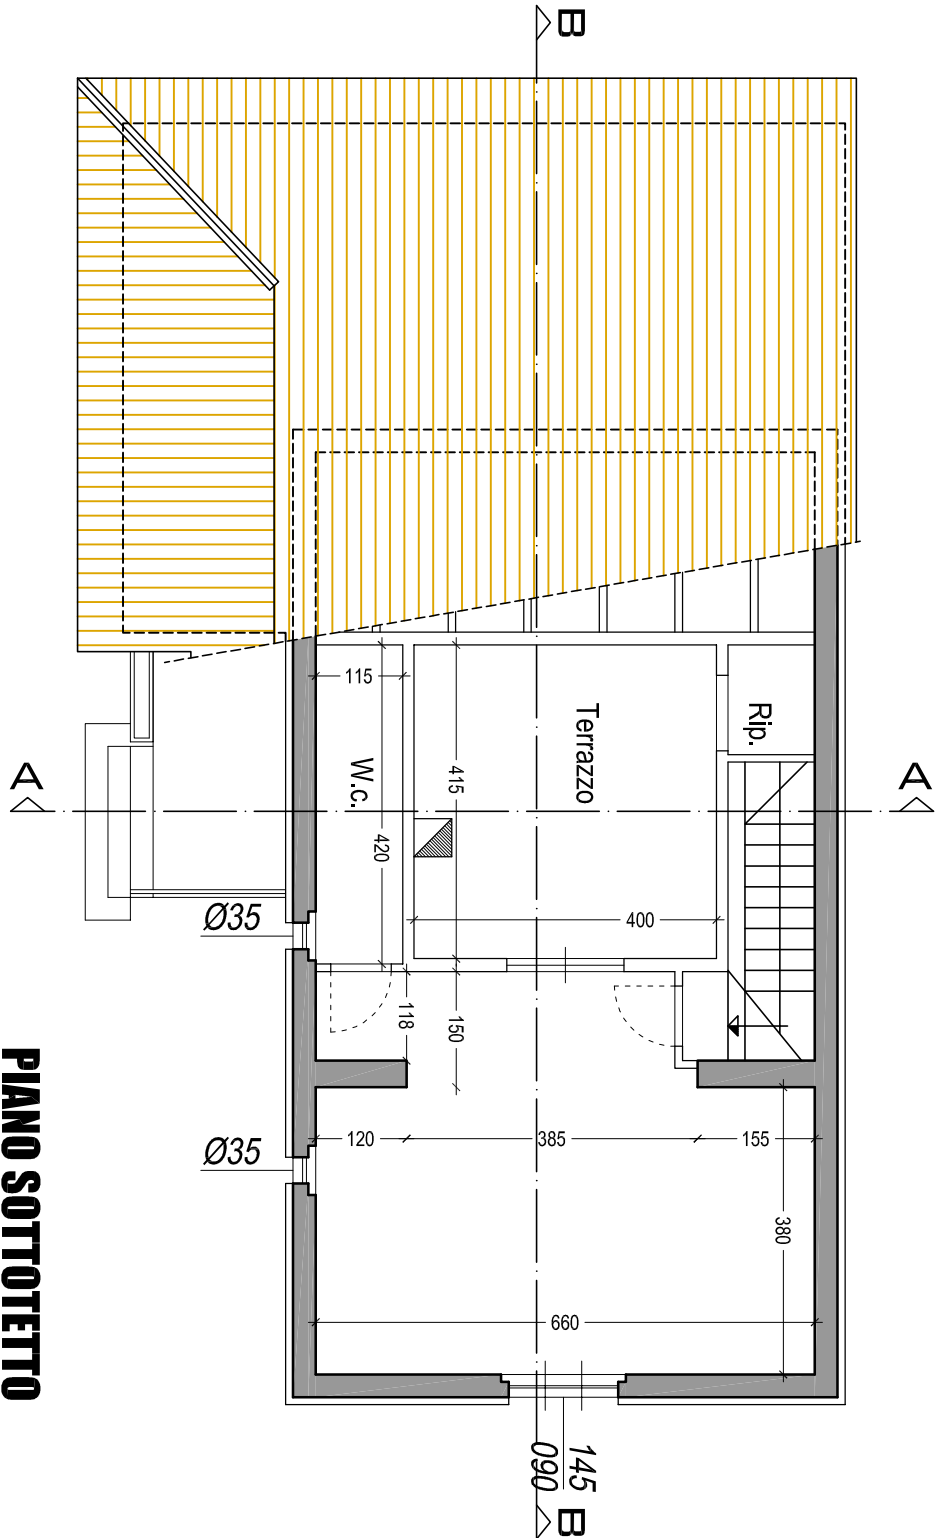 B
Rip.
Terrazzo
W.c.
115
415
420
A
A
400
Ø35
118
150
120
385
155
Ø35
380
660
145
090
B
PIANO SOTTOTETTO